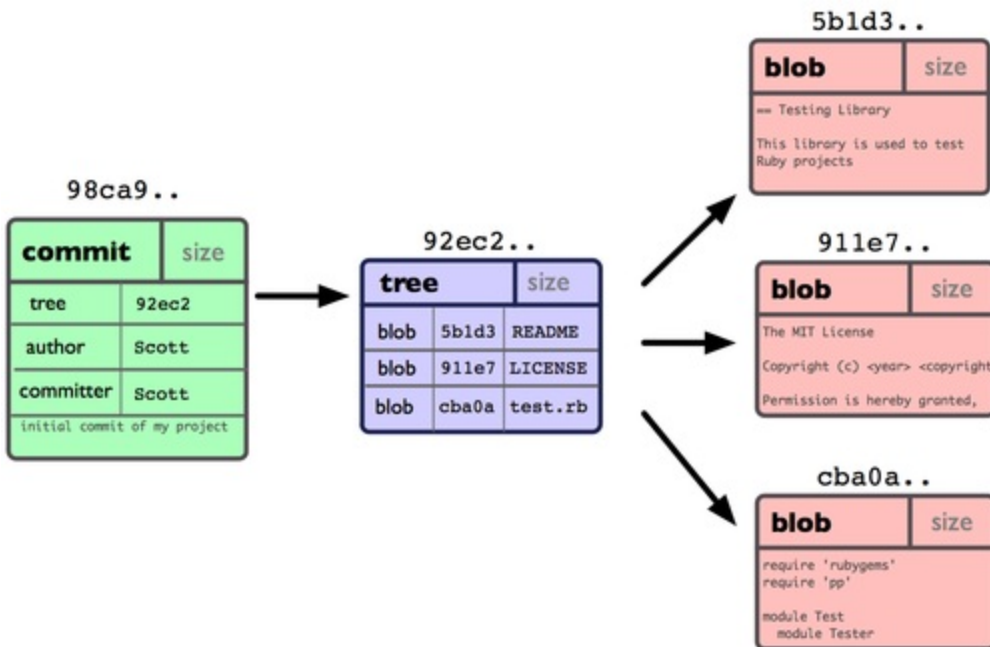 98ca9..
commit size
tree 92ec2
author Scott
committer Scott
initial commit of my project
92ec2..
tree size
blob 5b1d3 README
blob 911e7 LICENSE
blob cba0a test.rb
5b1d3..
blob size
== Testing Library
This library is used to test
Ruby projects
911e7..
blob size
The MIT License
Copyright (c) <year> <copyright
Permission is hereby granted,
cba0a..
blob size
require 'rubygems'
require 'pp'
module Test
module Tester